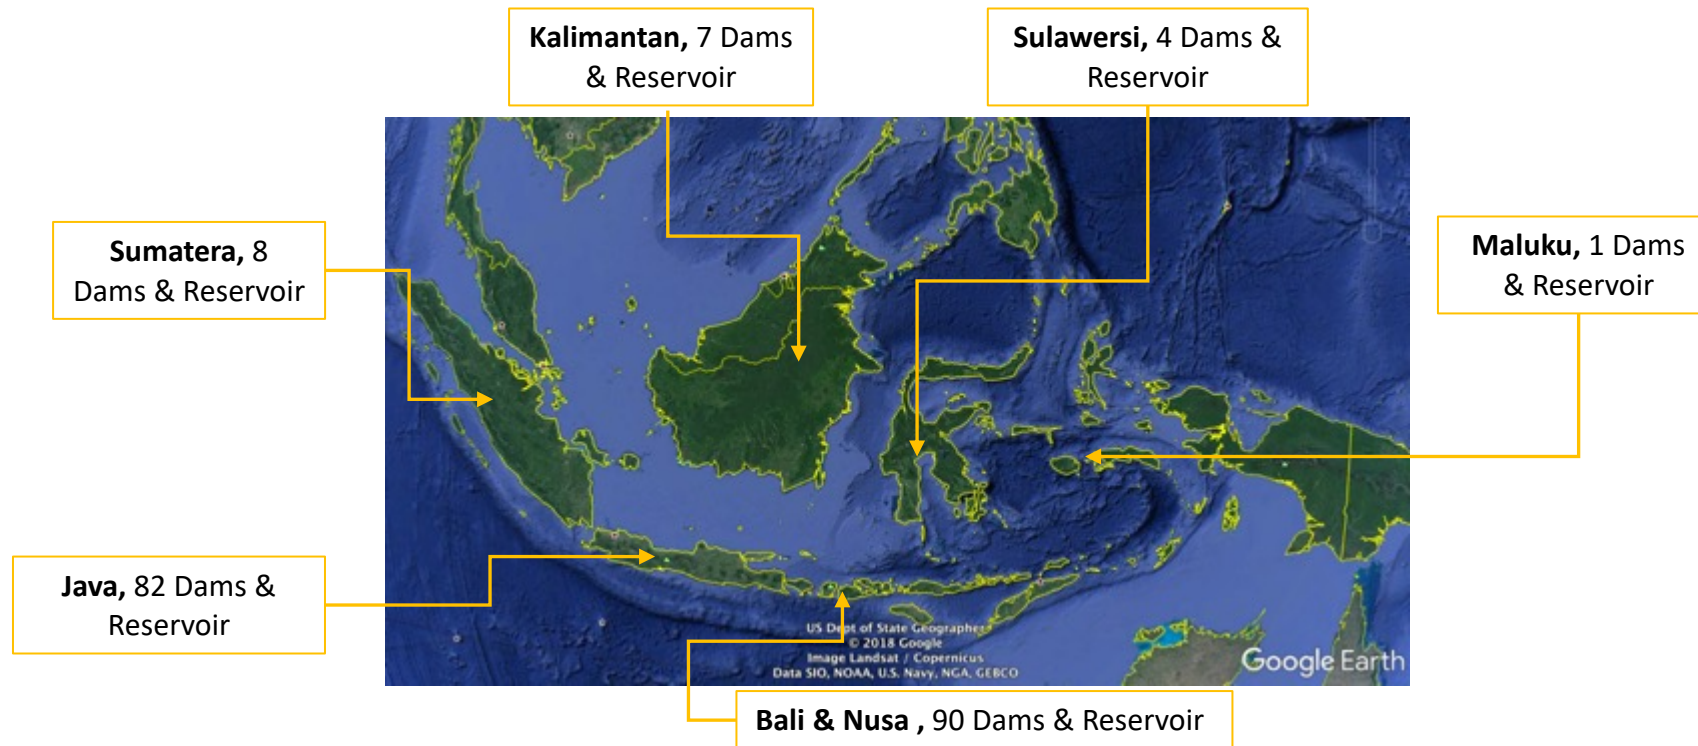 Kalimantan, 7 Dams
& Reservoir
Sulawersi, 4 Dams &
Reservoir
Sumatera, 8
Dams & Reservoir
Maluku, 1 Dams
& Reservoir
Java, 82 Dams &
Reservoir
US Dept of State Geographer
© 2018 Google
Image Landsat / Copernicus
Data SIO, NOAA, U.S. Navy, NGA, GEBCO
Google Earth
Bali & Nusa , 90 Dams & Reservoir